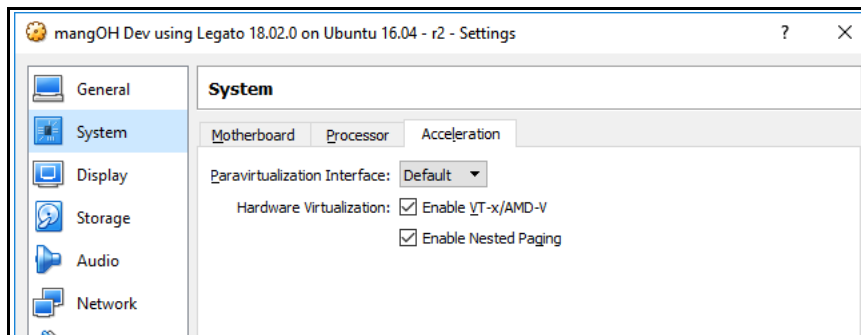 mangOH Dev using Legato 18.02.0 on Ubuntu 16.04 - r2 - Settings ?
General
System
Display
Storage
Audio
Network
System
Motherboard Processor Acceleration
Paravirtualization Interface: Default
Hardware Virtualization: Enable VT-x/AMD-V
Enable Nested Paging